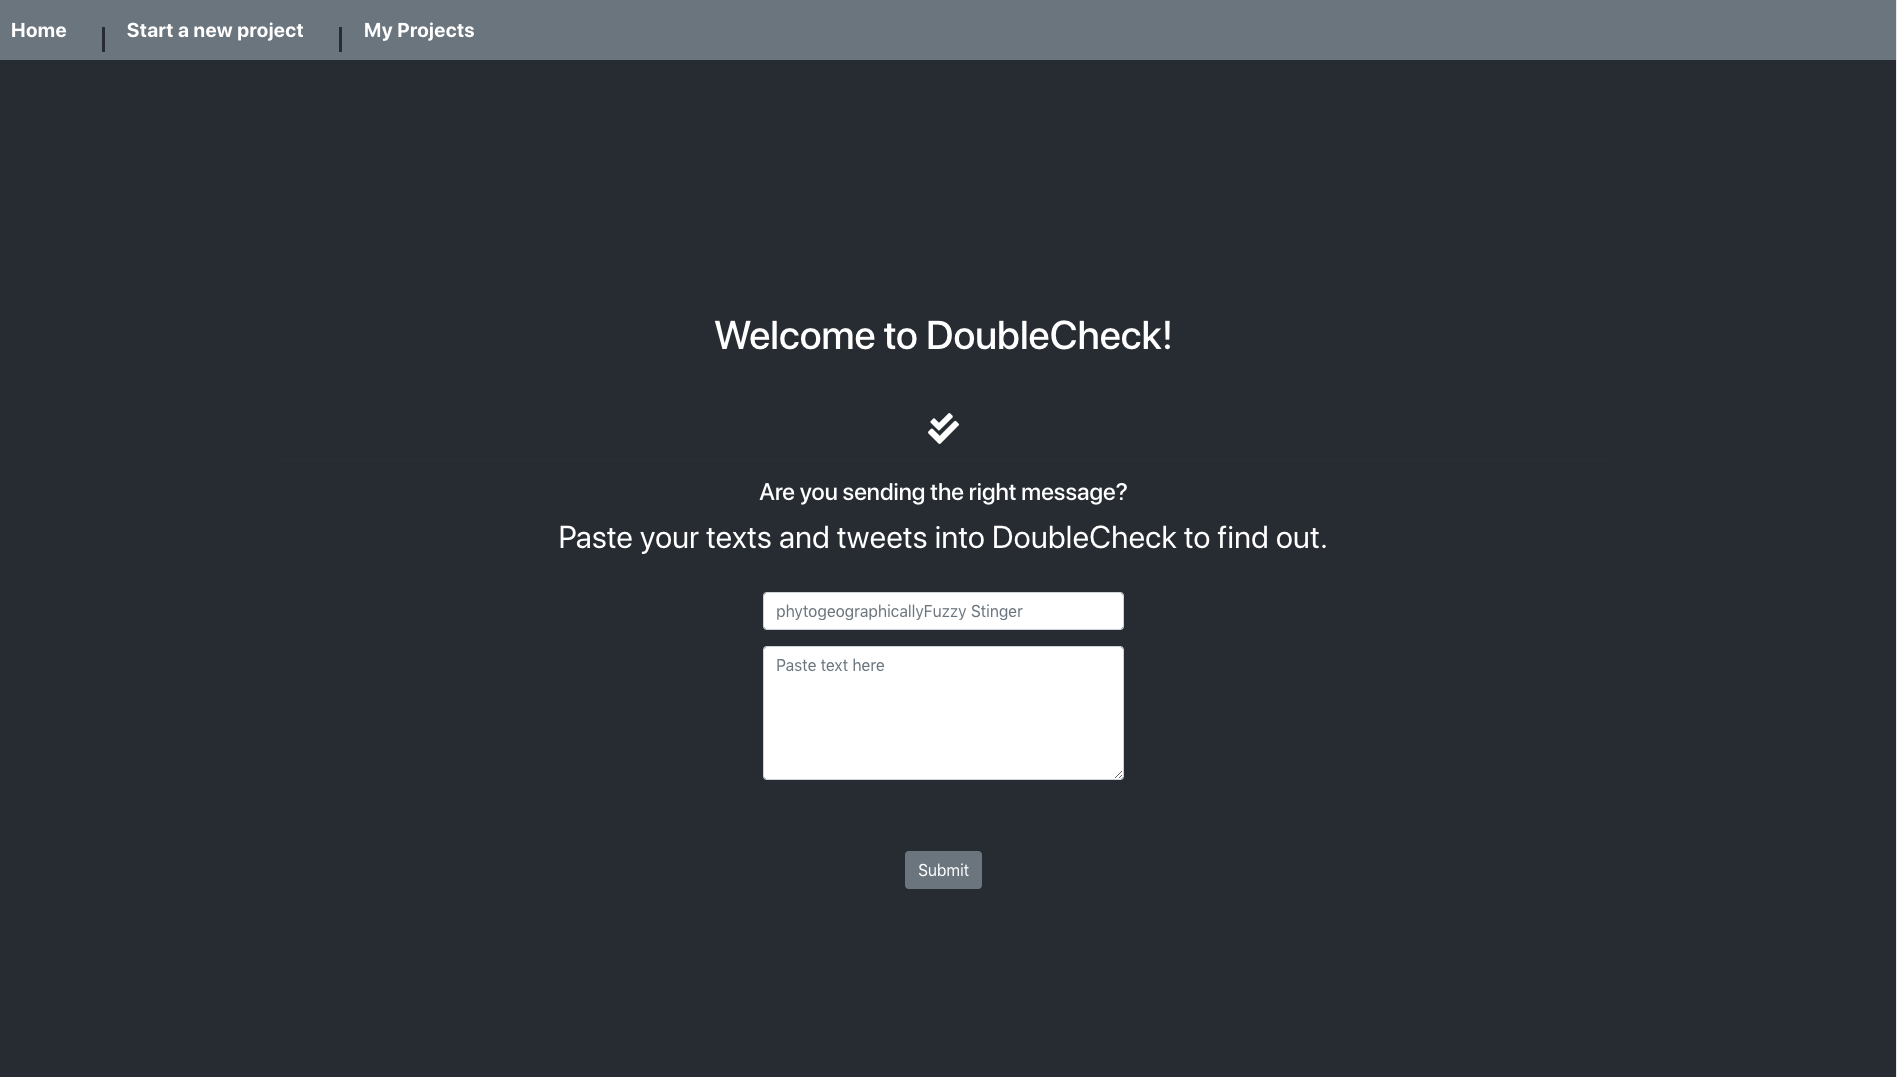 Home
Start a new project
My Projects
Welcome to DoubleCheck!
Are you sending the right message?
Paste your texts and tweets into DoubleCheck to find out.
phytogeographicallyFuzzy Stinger
Paste text here
Submit